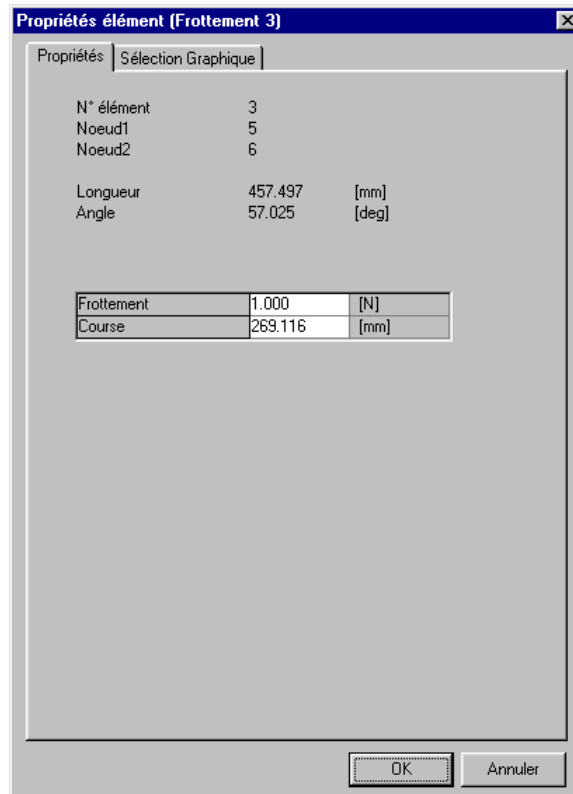 Propriétés élément (Frottement 3)
Propriétés Sélection Graphique
N° élément 3
Noeud1 5
Noeud2 6
Longueur 457.497 [mm]
Angle 57.025 [deg]
Frottement 1.000 [N]
Course 269.116 [mm]
OK Annuler